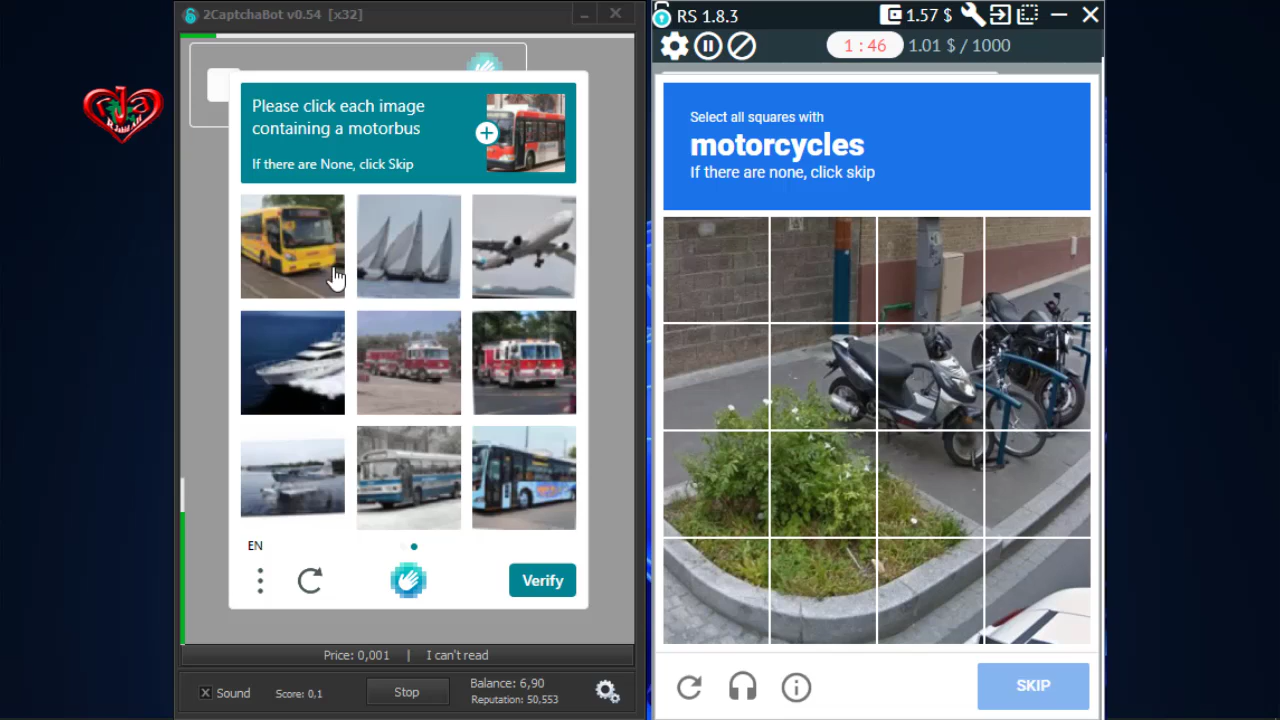 2CaptchaBot v0.54 [x32]
Please click each image
containing a motorbus
If there are None, click Skip
EN
Verify
Price: 0,001 | I can't read
Sound
Score: 0,1
Stop
Balance: 6,90
Reputation: 50,553
RS 1.8.3
1.57 $
1 : 46
1.01 $ / 1000
Select all squares with
motorcycles
If there are none, click skip
SKIP